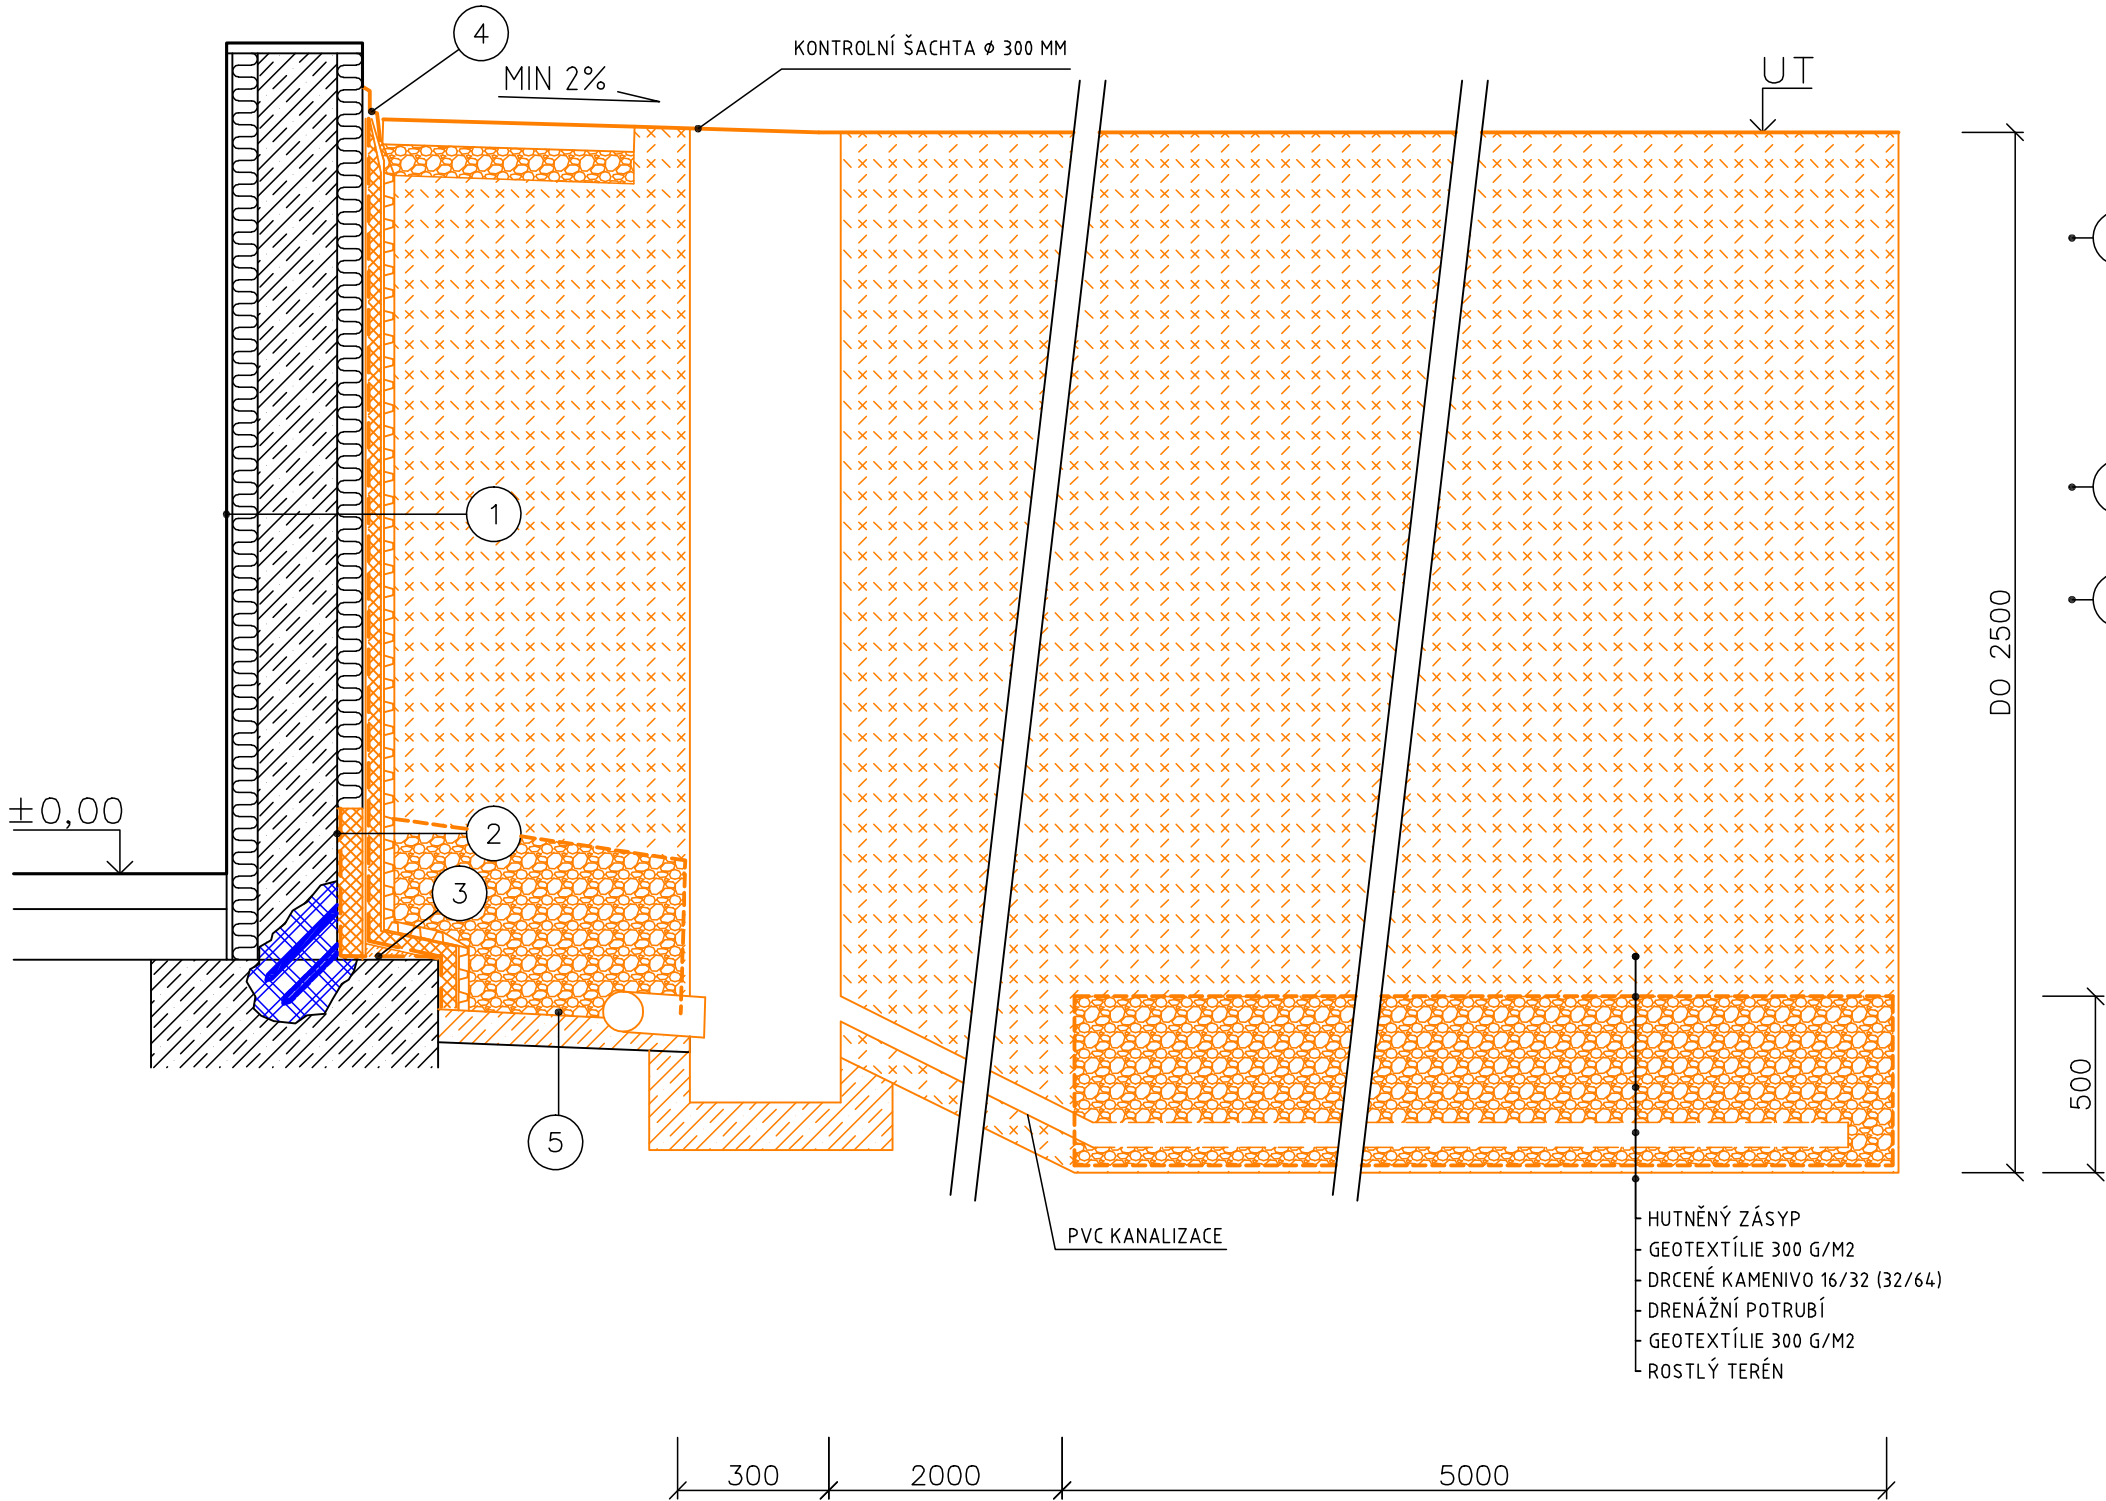 4
KONTROLNÍ ŠACHTA ø 300 MM
MIN 2%
UT
1
DO 2500
±0,00
2
3
500
5
PVC KANALIZACE
HUTNĚNÝ ZÁSYP
GEOTEXTÍLIE 300 G/M2
DRCENÉ KAMENIVO 16/32 (32/64)
DRENÁŽNÍ POTRUBÍ
GEOTEXTÍLIE 300 G/M2
ROSTLÝ TERÉN
300
2000
5000